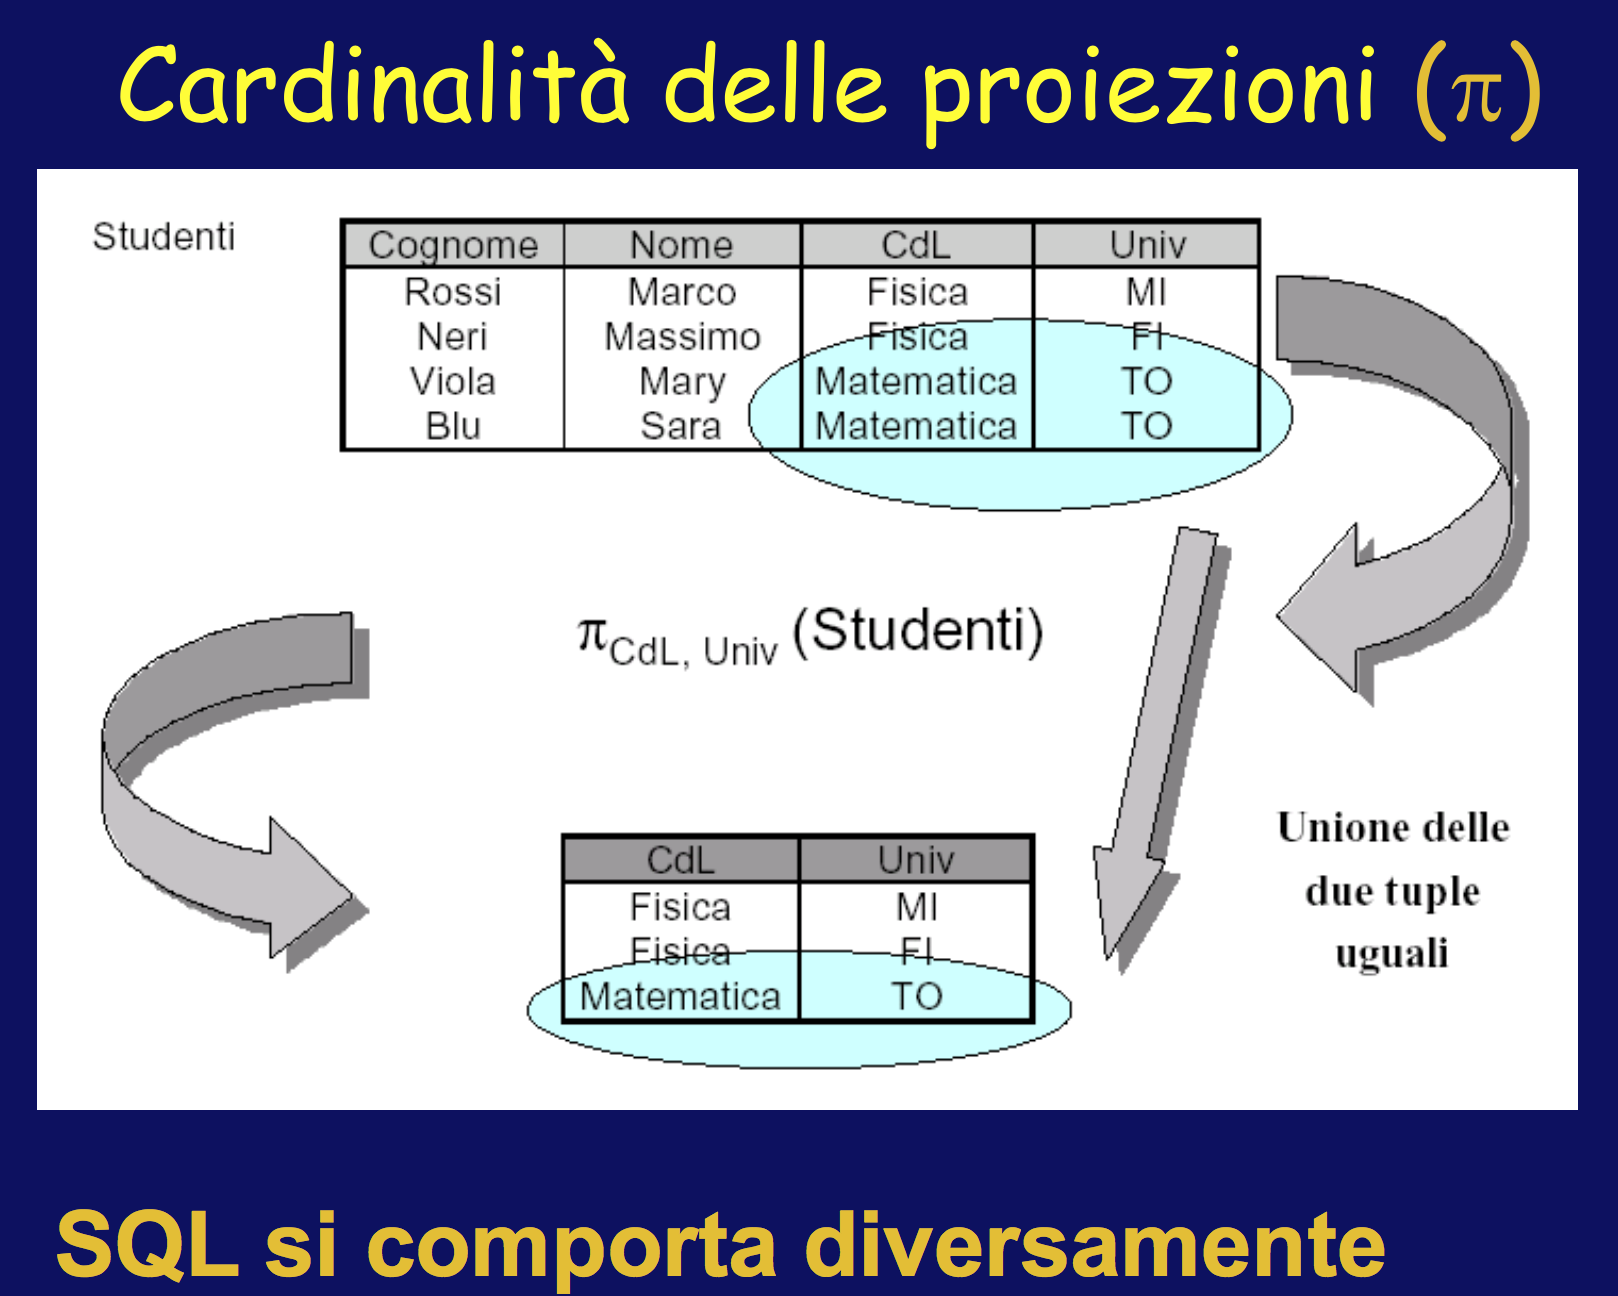 Cardinalità delle proiezioni (π)
Studenti
Cognome Nome CdL Univ
Rossi Marco Fisica MI
Neri Massimo Fisica FI
Viola Mary Matematica TO
Blu Sara Matematica TO
π CdL, Univ (Studenti)
CdL Univ
Fisica MI
Fisica FI
Matematica TO
Unione delle
due tuple
uguali
SQL si comporta diversamente